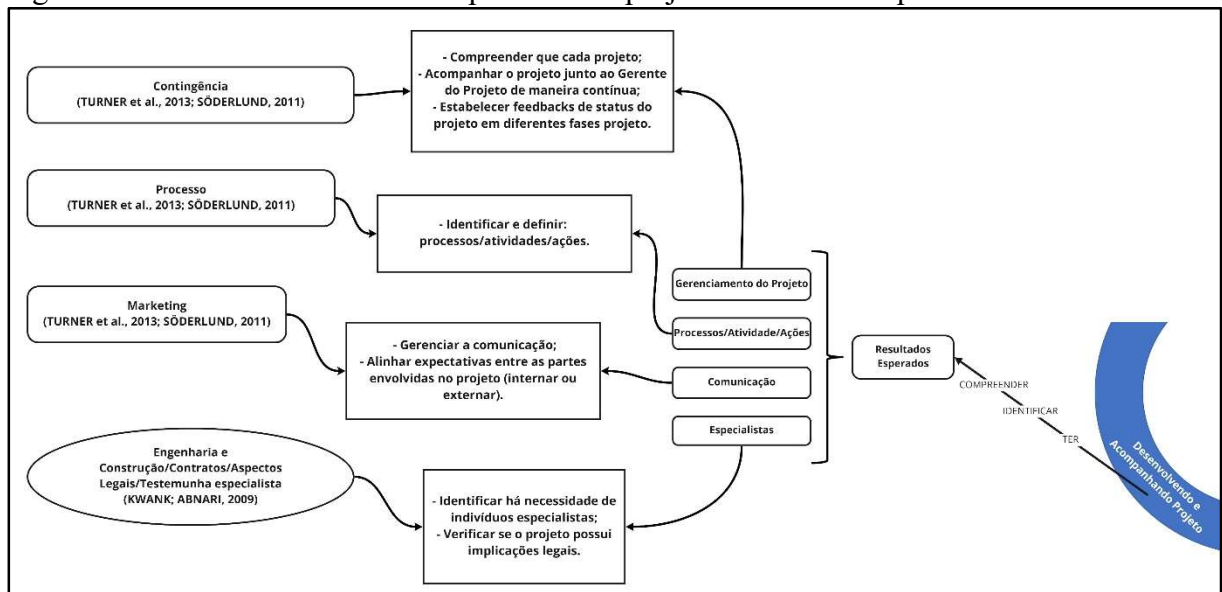 - Compreender que cada projeto;
- Acompanhar o projeto junto ao Gerente
do Projeto de maneira contínua;
- Estabelecer feedbacks de status do
projeto em diferentes fases projeto.
Contingência
(TURNER et al., 2013; SÖDERLUND, 2011)
Processo
(TURNER et al., 2013; SÖDERLUND, 2011)
- Identificar e definir:
processos/atividades/ações.
Marketing
(TURNER et al., 2013; SÖDERLUND, 2011)
- Gerenciar a comunicação;
- Alinhar expectativas entre as partes
envolvidas no projeto (internar ou
externar).
Engenharia e
Construção/Contratos/Aspectos
Legais/Testemunha especialista
(KWANK; ABNARI, 2009)
- Identificar há necessidade de
indivíduos especialistas;
- Verificar se o projeto possui
implicações legais.
Gerenciamento do Projeto
Processos/Atividade/Ações
Comunicação
Especialistas
Resultados
Esperados
COMPREENDER
IDENTIFICAR
TER
Desenvolvendo e
Acompanhando Projeto